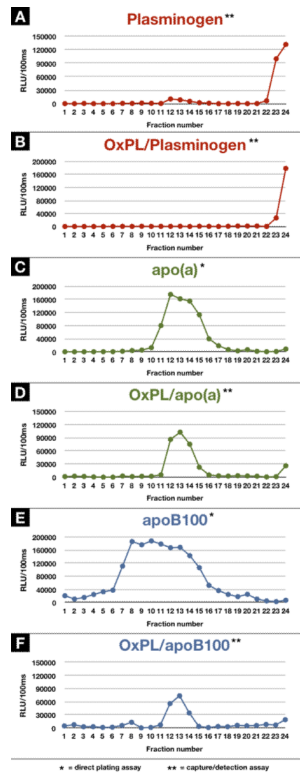 A Plasminogen**
RLU/100ms
150000
120000
90000
60000
30000
0
1 2 3 4 5 6 7 8 9 10 11 12 13 14 15 16 17 18 19 20 21 22 23 24
Fraction number
B OxPL/Plasminogen**
RLU/100ms
200000
160000
120000
80000
40000
0
1 2 3 4 5 6 7 8 9 10 11 12 13 14 15 16 17 18 19 20 21 22 23 24
Fraction number
C apo(a)*
RLU/100ms
200000
160000
120000
80000
40000
0
1 2 3 4 5 6 7 8 9 10 11 12 13 14 15 16 17 18 19 20 21 22 23 24
Fraction number
D OxPL/apo(a)**
RLU/100ms
150000
120000
90000
60000
30000
0
1 2 3 4 5 6 7 8 9 10 11 12 13 14 15 16 17 18 19 20 21 22 23 24
Fraction number
E apoB100*
RLU/100ms
200000
160000
120000
80000
40000
0
1 2 3 4 5 6 7 8 9 10 11 12 13 14 15 16 17 18 19 20 21 22 23 24
Fraction number
F OxPL/apoB100**
RLU/100ms
150000
120000
90000
60000
30000
0
1 2 3 4 5 6 7 8 9 10 11 12 13 14 15 16 17 18 19 20 21 22 23 24
Fraction number
* = direct plating assay ** = capture/detection assay